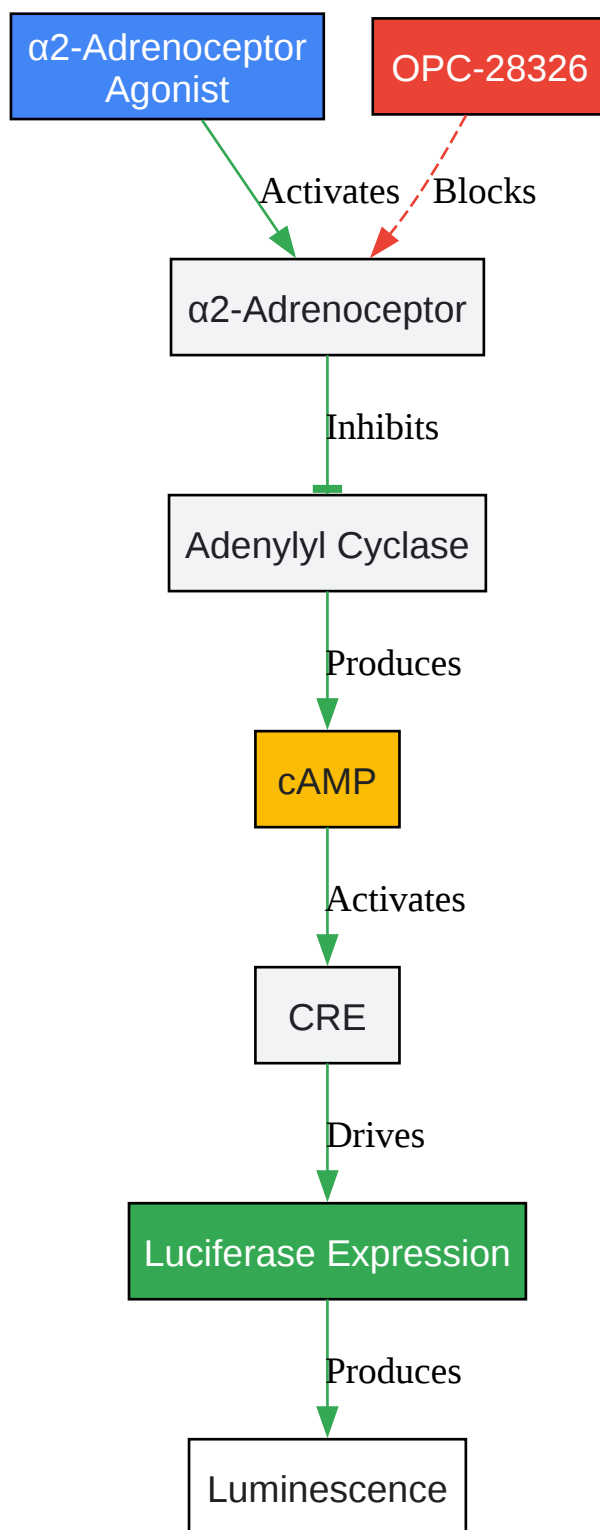 α2-Adrenoceptor
Agonist
OPC-28326
Activates
Blocks
α2-Adrenoceptor
Inhibits
Adenylyl Cyclase
Produces
cAMP
Activates
CRE
Drives
Luciferase Expression
Produces
Luminescence